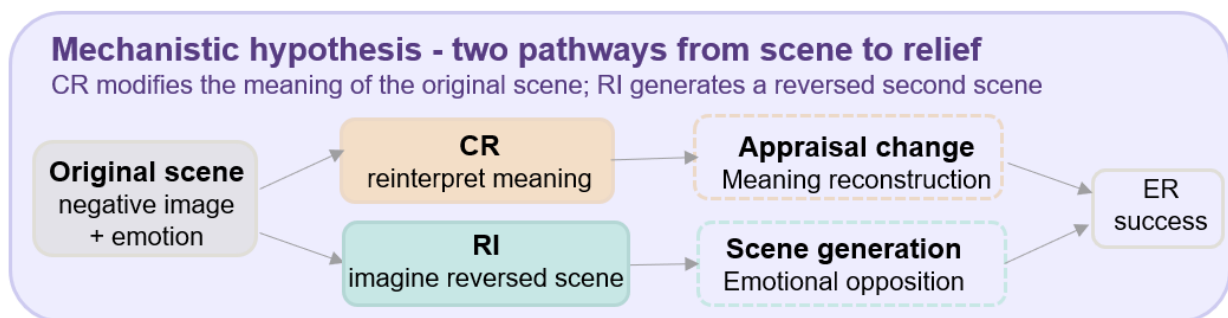 Mechanistic hypothesis - two pathways from scene to relief
CR modifies the meaning of the original scene; RI generates a reversed second scene
Original scene
negative image
+ emotion
CR
reinterpret meaning
Appraisal change
Meaning reconstruction
RI
imagine reversed scene
Scene generation
Emotional opposition
ER
success